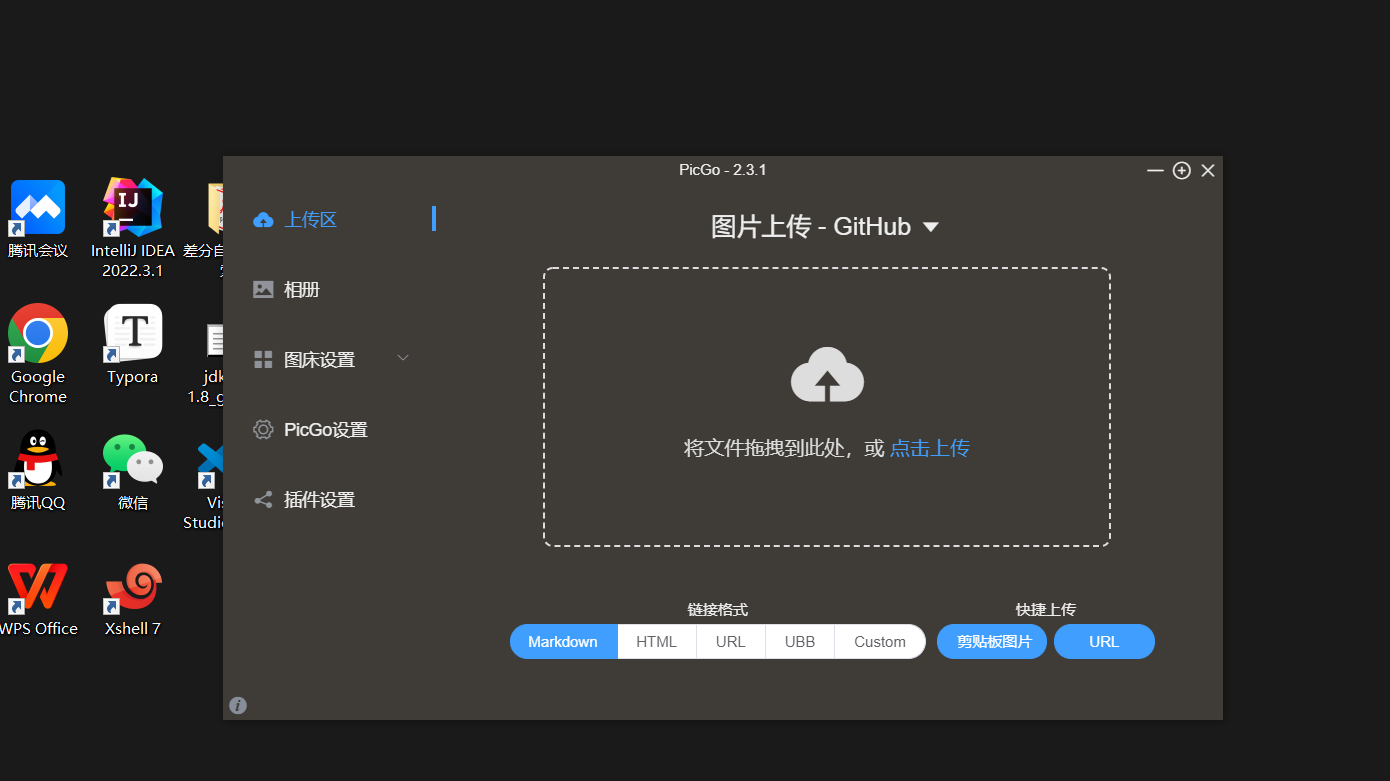 PicGo - 2.3.1
上传区
相册
图床设置
PicGo设置
插件设置
图片上传 - GitHub
将文件拖拽到此处，或 点击上传
链接格式
Markdown
HTML
URL
UBB
Custom
快捷上传
剪贴板图片
URL
腾讯会议
IntelliJ IDEA
2022.3.1
差分自
Google
Chrome
Typora
jdk
1.8_
腾讯QQ
微信
Vis
Studio
WPS Office
Xshell 7
IJ
T